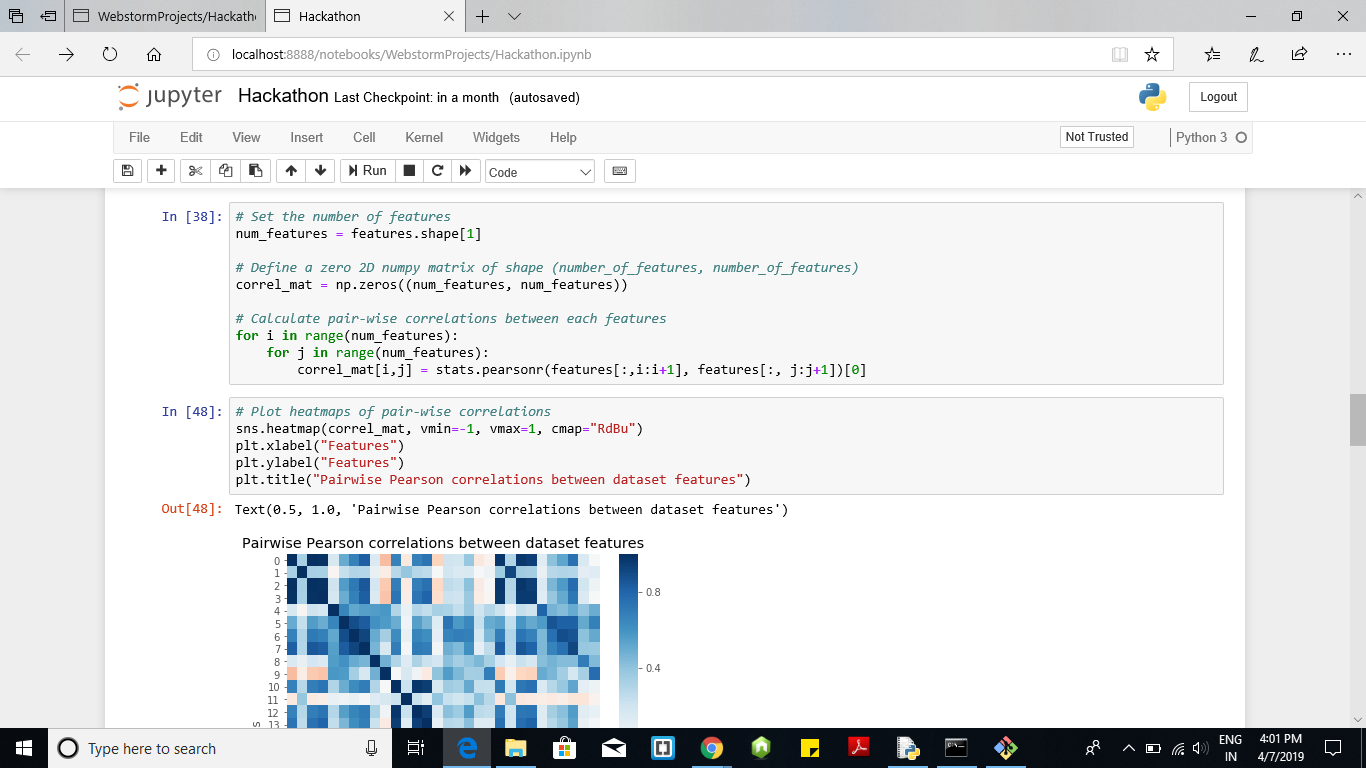 WebstormProjects/Hackath
Hackathon
localhost:8888/notebooks/WebstormProjects/Hackathon.ipynb
jupyter Hackathon Last Checkpoint: in a month (autosaved)
Logout
File Edit View Insert Cell Kernel Widgets Help
Not Trusted
Python 3
Run
Code
In [38]:
# Set the number of features
num_features = features.shape[1]
# Define a zero 2D numpy matrix of shape (number_of_features, number_of_features)
correl_mat = np.zeros((num_features, num_features))
# Calculate pair-wise correlations between each features
for i in range(num_features):
    for j in range(num_features):
        correl_mat[i,j] = stats.pearsonr(features[:,i:i+1], features[:, j:j+1])[0]
In [48]:
# Plot heatmaps of pair-wise correlations
sns.heatmap(correl_mat, vmin=-1, vmax=1, cmap="RdBu")
plt.xlabel("Features")
plt.ylabel("Features")
plt.title("Pairwise Pearson correlations between dataset features")
Out[48]: Text(0.5, 1.0, 'Pairwise Pearson correlations between dataset features')
Pairwise Pearson correlations between dataset features
0
1
2
3
4
5
6
7
8
9
10
11
12
13
0.8
0.4
Type here to search
ENG
IN
4:01 PM
4/7/2019